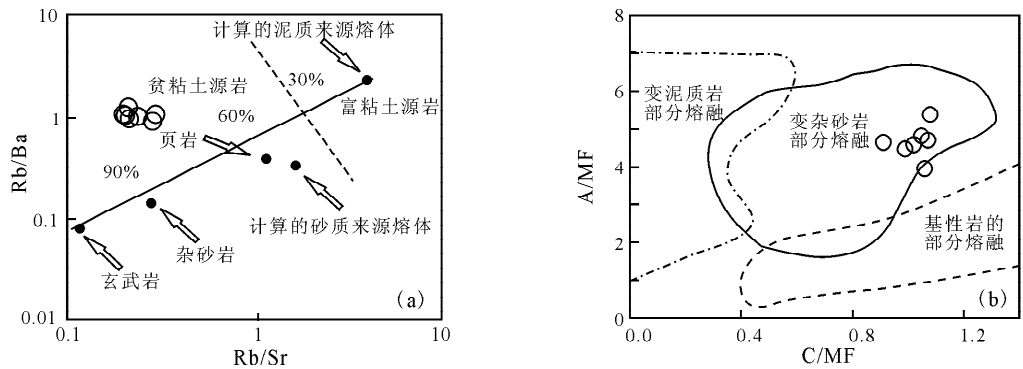 10
1
0.1
0.01
Rb/Ba
计算的泥质来源熔体
贫粘土源岩
30%
富粘土源岩
60%
页岩
90%
计算的砂质来源熔体
杂砂岩
玄武岩
(a)
0.1
1
10
Rb/Sr
8
6
4
2
0
A/MF
变泥质岩
部分熔融
变杂砂岩
部分熔融
基性岩的
部分熔融
(b)
0.0
0.4
0.8
1.2
C/MF